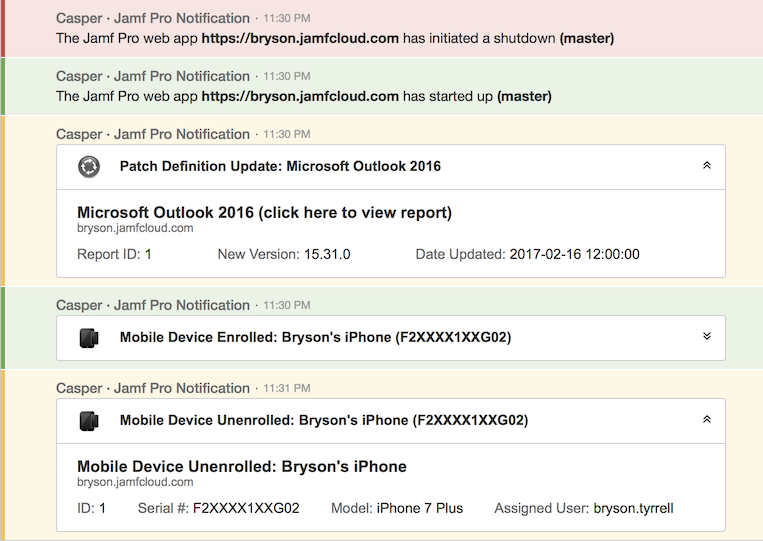 Casper · Jamf Pro Notification · 11:30 PM
The Jamf Pro web app https://bryson.jamfcloud.com has initiated a shutdown (master)
Casper · Jamf Pro Notification · 11:30 PM
The Jamf Pro web app https://bryson.jamfcloud.com has started up (master)
Casper · Jamf Pro Notification · 11:30 PM
Patch Definition Update: Microsoft Outlook 2016
Microsoft Outlook 2016 (click here to view report)
bryson.jamfcloud.com
Report ID: 1 New Version: 15.31.0 Date Updated: 2017-02-16 12:00:00
Casper · Jamf Pro Notification · 11:30 PM
Mobile Device Enrolled: Bryson's iPhone (F2XXXX1XXG02)
Casper · Jamf Pro Notification · 11:31 PM
Mobile Device Unenrolled: Bryson's iPhone (F2XXXX1XXG02)
Mobile Device Unenrolled: Bryson's iPhone
bryson.jamfcloud.com
ID: 1 Serial #: F2XXXX1XXG02 Model: iPhone 7 Plus Assigned User: bryson.tyrrell